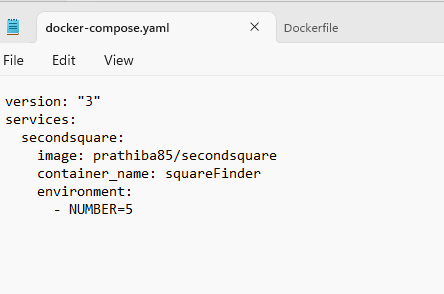 docker-compose.yaml
Dockerfile
File Edit View
version: "3"
services:
  secondsquare:
    image: prathiba85/secondsquare
    container_name: squareFinder
    environment:
      - NUMBER=5